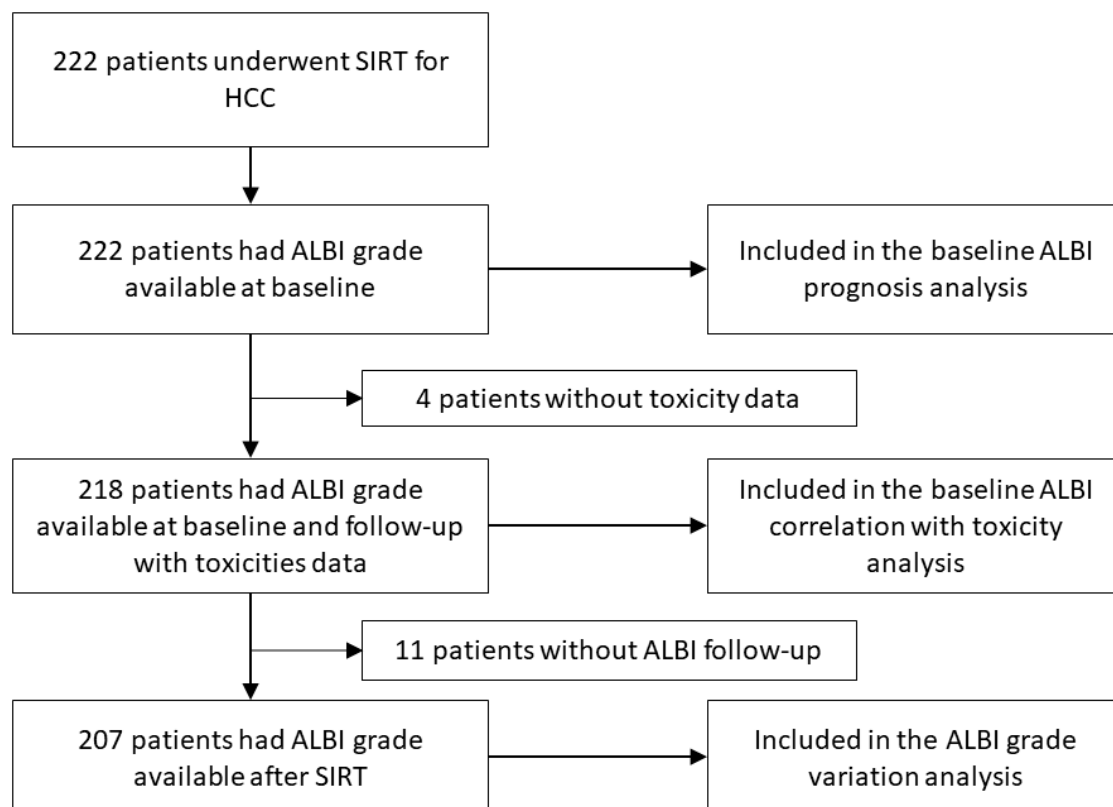 222 patients underwent SIRT for
HCC
222 patients had ALBI grade
available at baseline
Included in the baseline ALBI
prognosis analysis
4 patients without toxicity data
218 patients had ALBI grade
available at baseline and follow-up
with toxicities data
Included in the baseline ALBI
correlation with toxicity
analysis
11 patients without ALBI follow-up
207 patients had ALBI grade
available after SIRT
Included in the ALBI grade
variation analysis